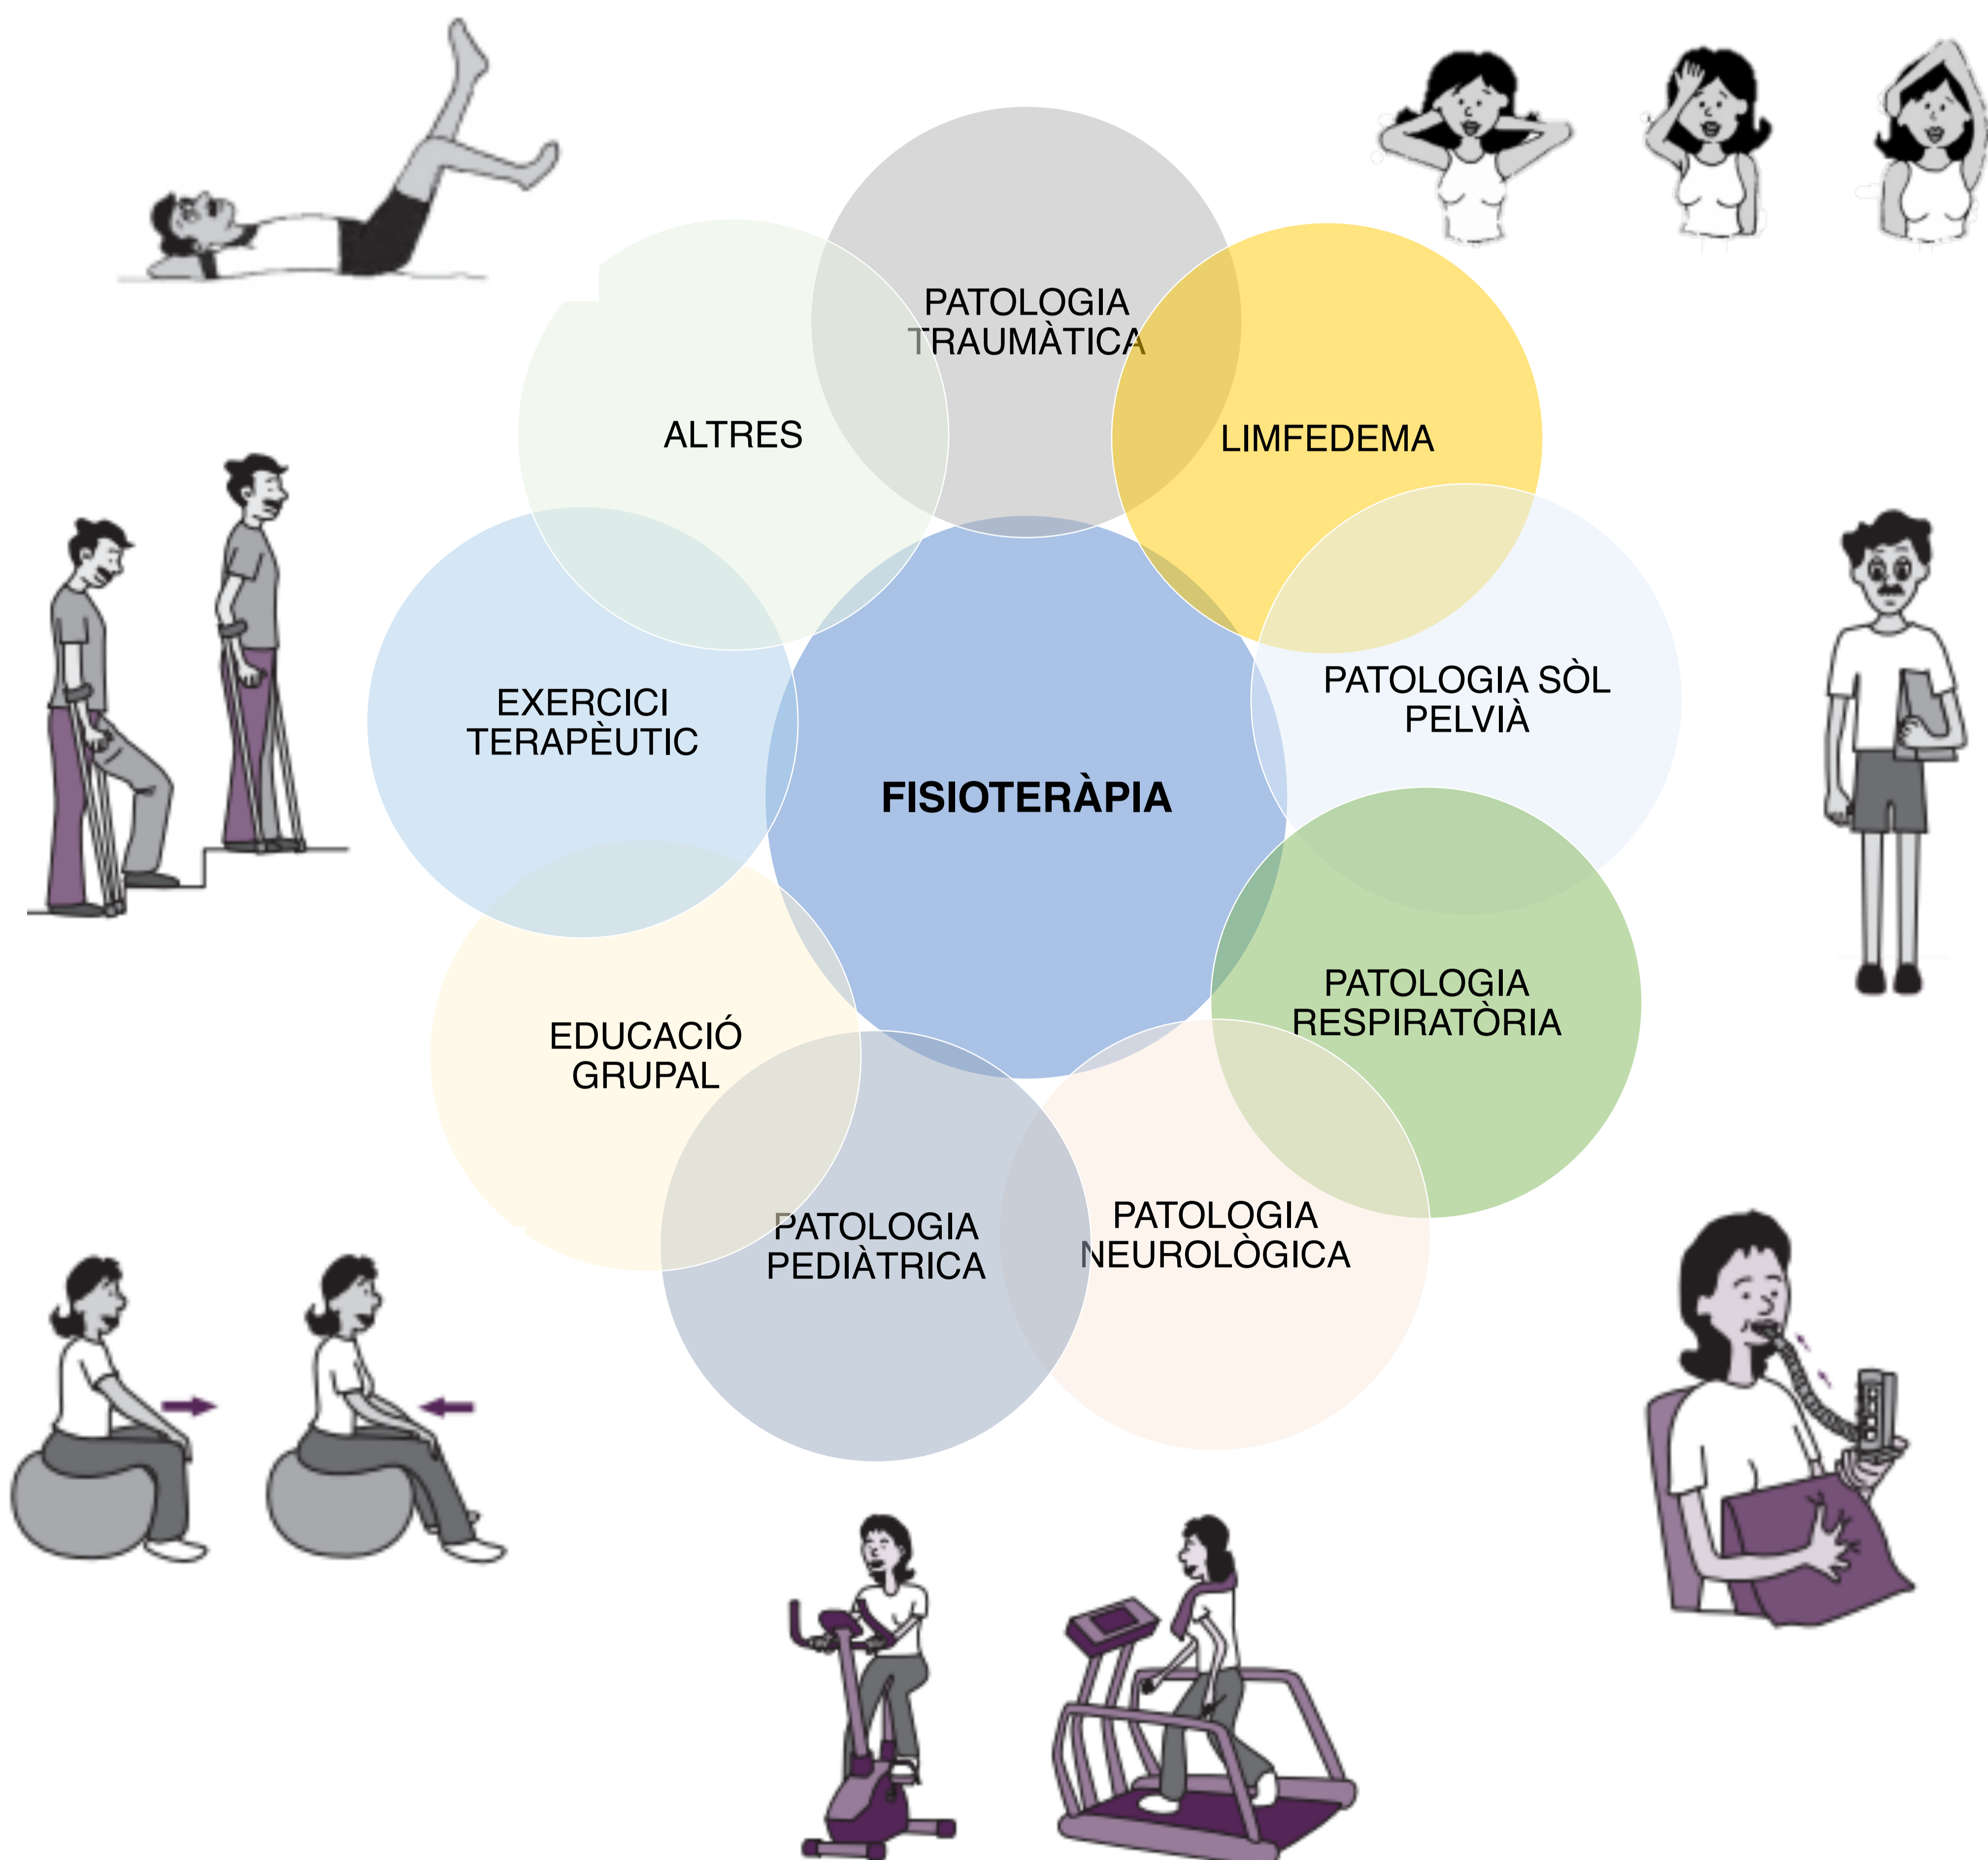 PATOLOGIA
TRAUMÀTICA
LIMFEDEMA
PATOLOGIA SÒL
PELVIÀ
PATOLOGIA
RESPIRATÒRIA
PATOLOGIA
NEUROLÒGICA
PATOLOGIA
PEDIÀTRICA
EDUCACIÓ
GRUPAL
EXERCICI
TERAPÈUTIC
ALTRES
FISIOTERÀPIA